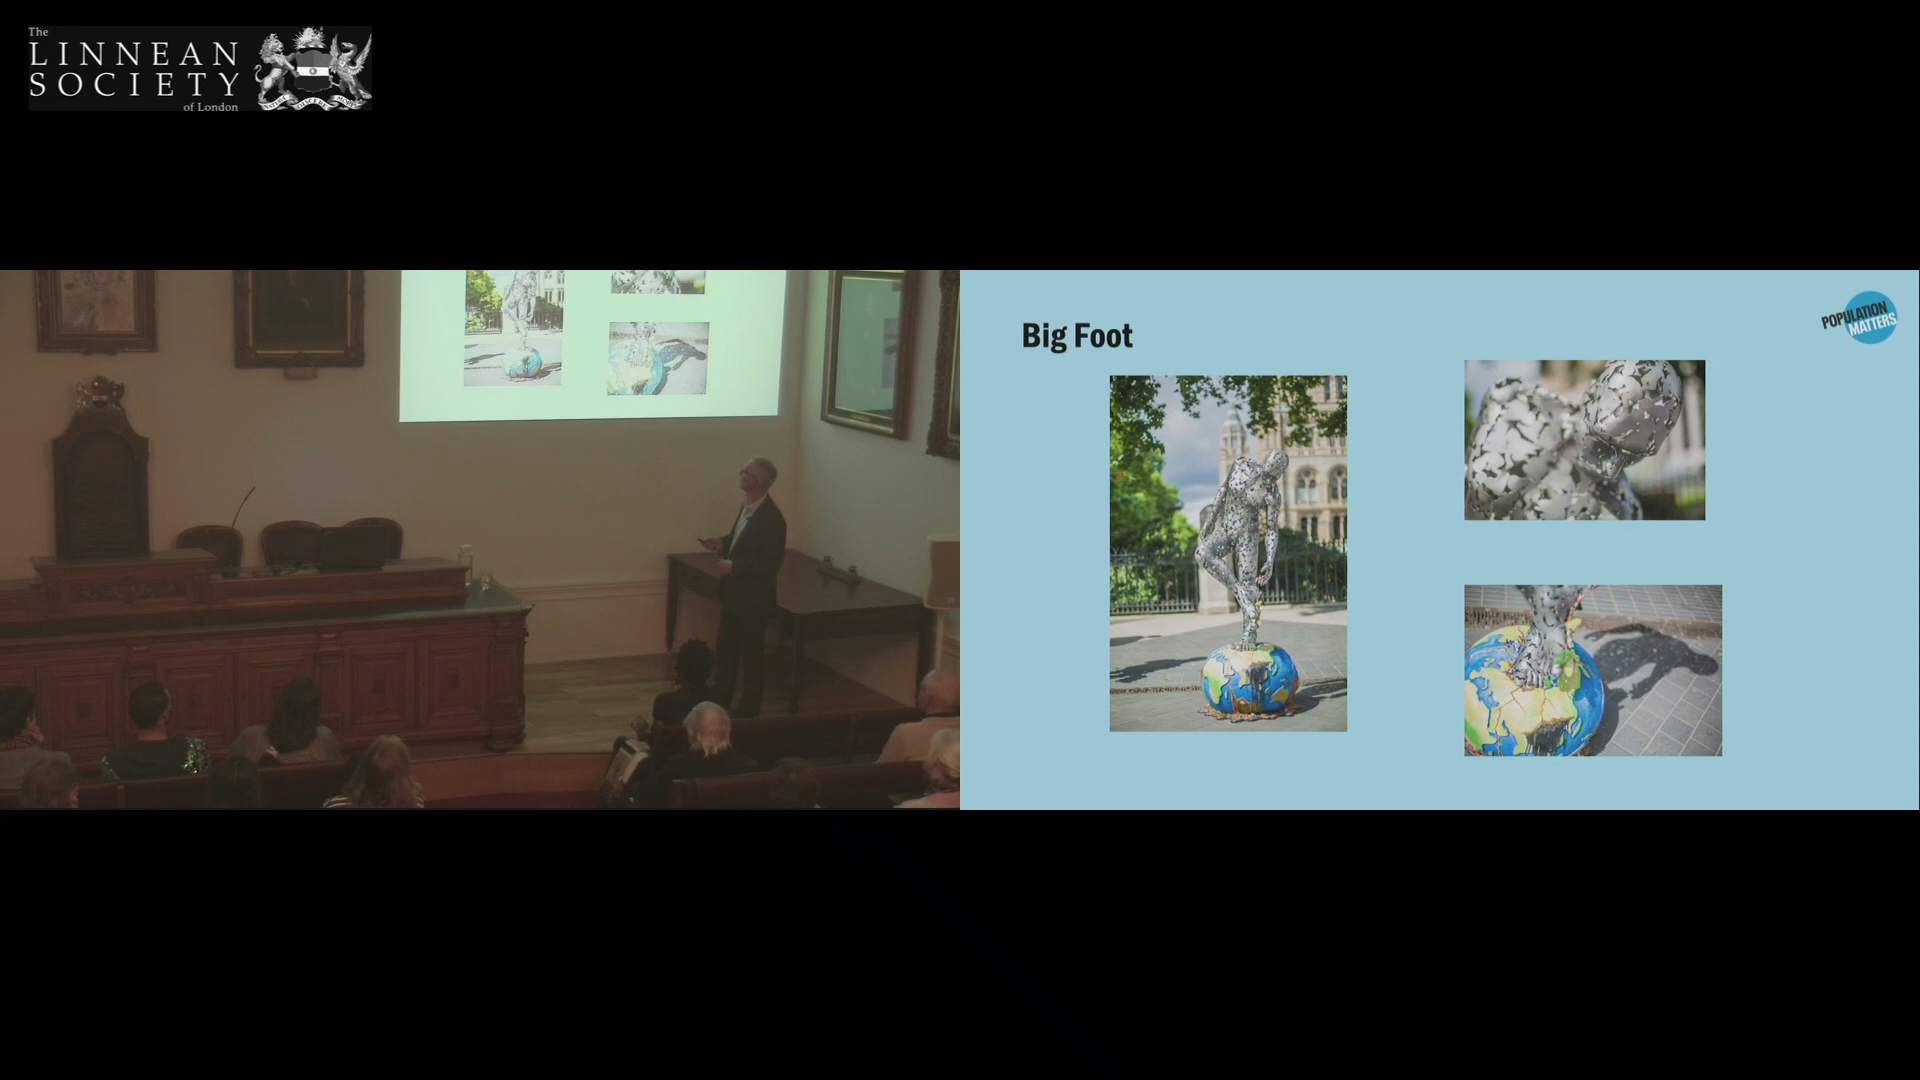 The
LINNEAN
SOCIETY
of London
Big Foot
POPULATION
MATTERS